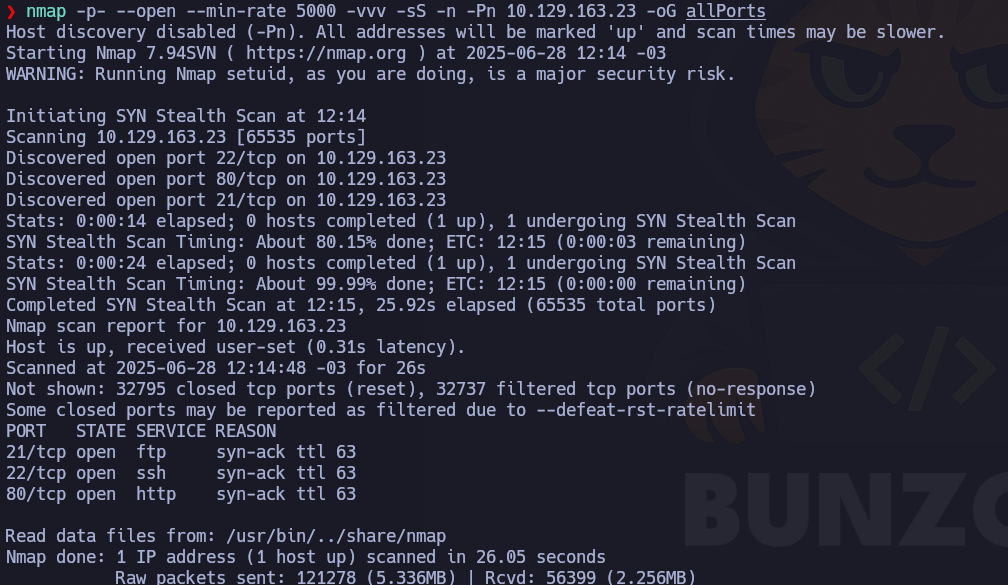 ❯ nmap -p- --open --min-rate 5000 -vvv -sS -n -Pn 10.129.163.23 -oG allPorts
Host discovery disabled (-Pn). All addresses will be marked 'up' and scan times may be slower.
Starting Nmap 7.94SVN ( https://nmap.org ) at 2025-06-28 12:14 -03
WARNING: Running Nmap setuid, as you are doing, is a major security risk.

Initiating SYN Stealth Scan at 12:14
Scanning 10.129.163.23 [65535 ports]
Discovered open port 22/tcp on 10.129.163.23
Discovered open port 80/tcp on 10.129.163.23
Discovered open port 21/tcp on 10.129.163.23
Stats: 0:00:14 elapsed; 0 hosts completed (1 up), 1 undergoing SYN Stealth Scan
SYN Stealth Scan Timing: About 80.15% done; ETC: 12:15 (0:00:03 remaining)
Stats: 0:00:24 elapsed; 0 hosts completed (1 up), 1 undergoing SYN Stealth Scan
SYN Stealth Scan Timing: About 99.99% done; ETC: 12:15 (0:00:00 remaining)
Completed SYN Stealth Scan at 12:15, 25.92s elapsed (65535 total ports)
Nmap scan report for 10.129.163.23
Host is up, received user-set (0.31s latency).
Scanned at 2025-06-28 12:14:48 -03 for 26s
Not shown: 32795 closed tcp ports (reset), 32737 filtered tcp ports (no-response)
Some closed ports may be reported as filtered due to --defeat-rst-ratelimit
PORT   STATE SERVICE REASON
21/tcp open  ftp     syn-ack ttl 63
22/tcp open  ssh     syn-ack ttl 63
80/tcp open  http    syn-ack ttl 63
</>
BUNZO

Read data files from: /usr/bin/../share/nmap
Nmap done: 1 IP address (1 host up) scanned in 26.05 seconds
           Raw packets sent: 121278 (5.336MB) | Rcvd: 56399 (2.256MB)